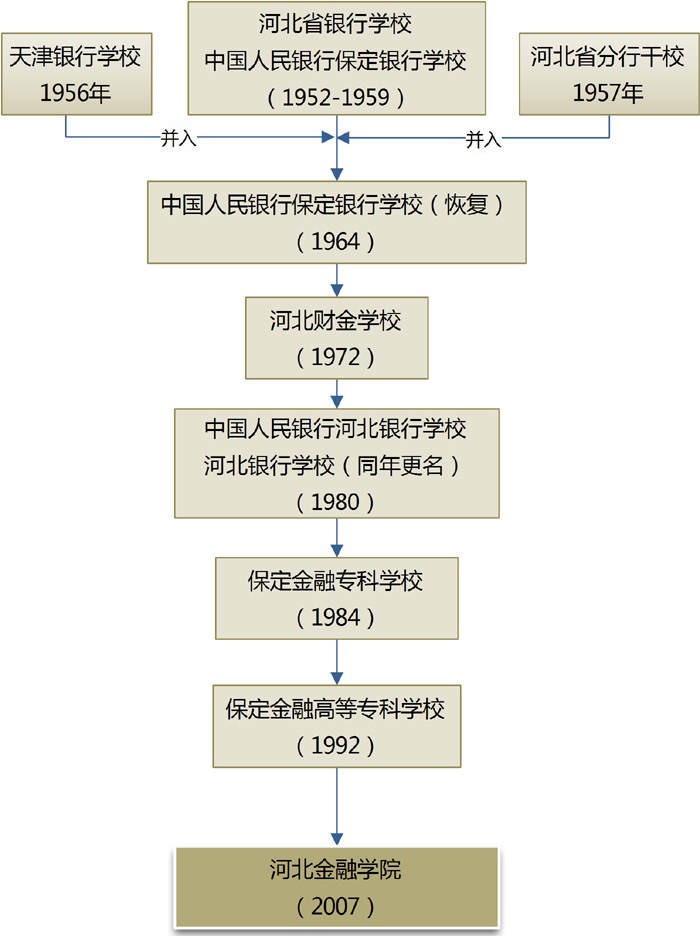 天津银行学校
1956年
河北省银行学校
中国人民银行保定银行学校
（1952-1959）
河北省分行干校
1957年
并入
并入
中国人民银行保定银行学校（恢复）
（1964）
河北财金学校
（1972）
中国人民银行河北银行学校
河北银行学校（同年更名）
（1980）
保定金融专科学校
（1984）
保定金融高等专科学校
（1992）
河北金融学院
（2007）